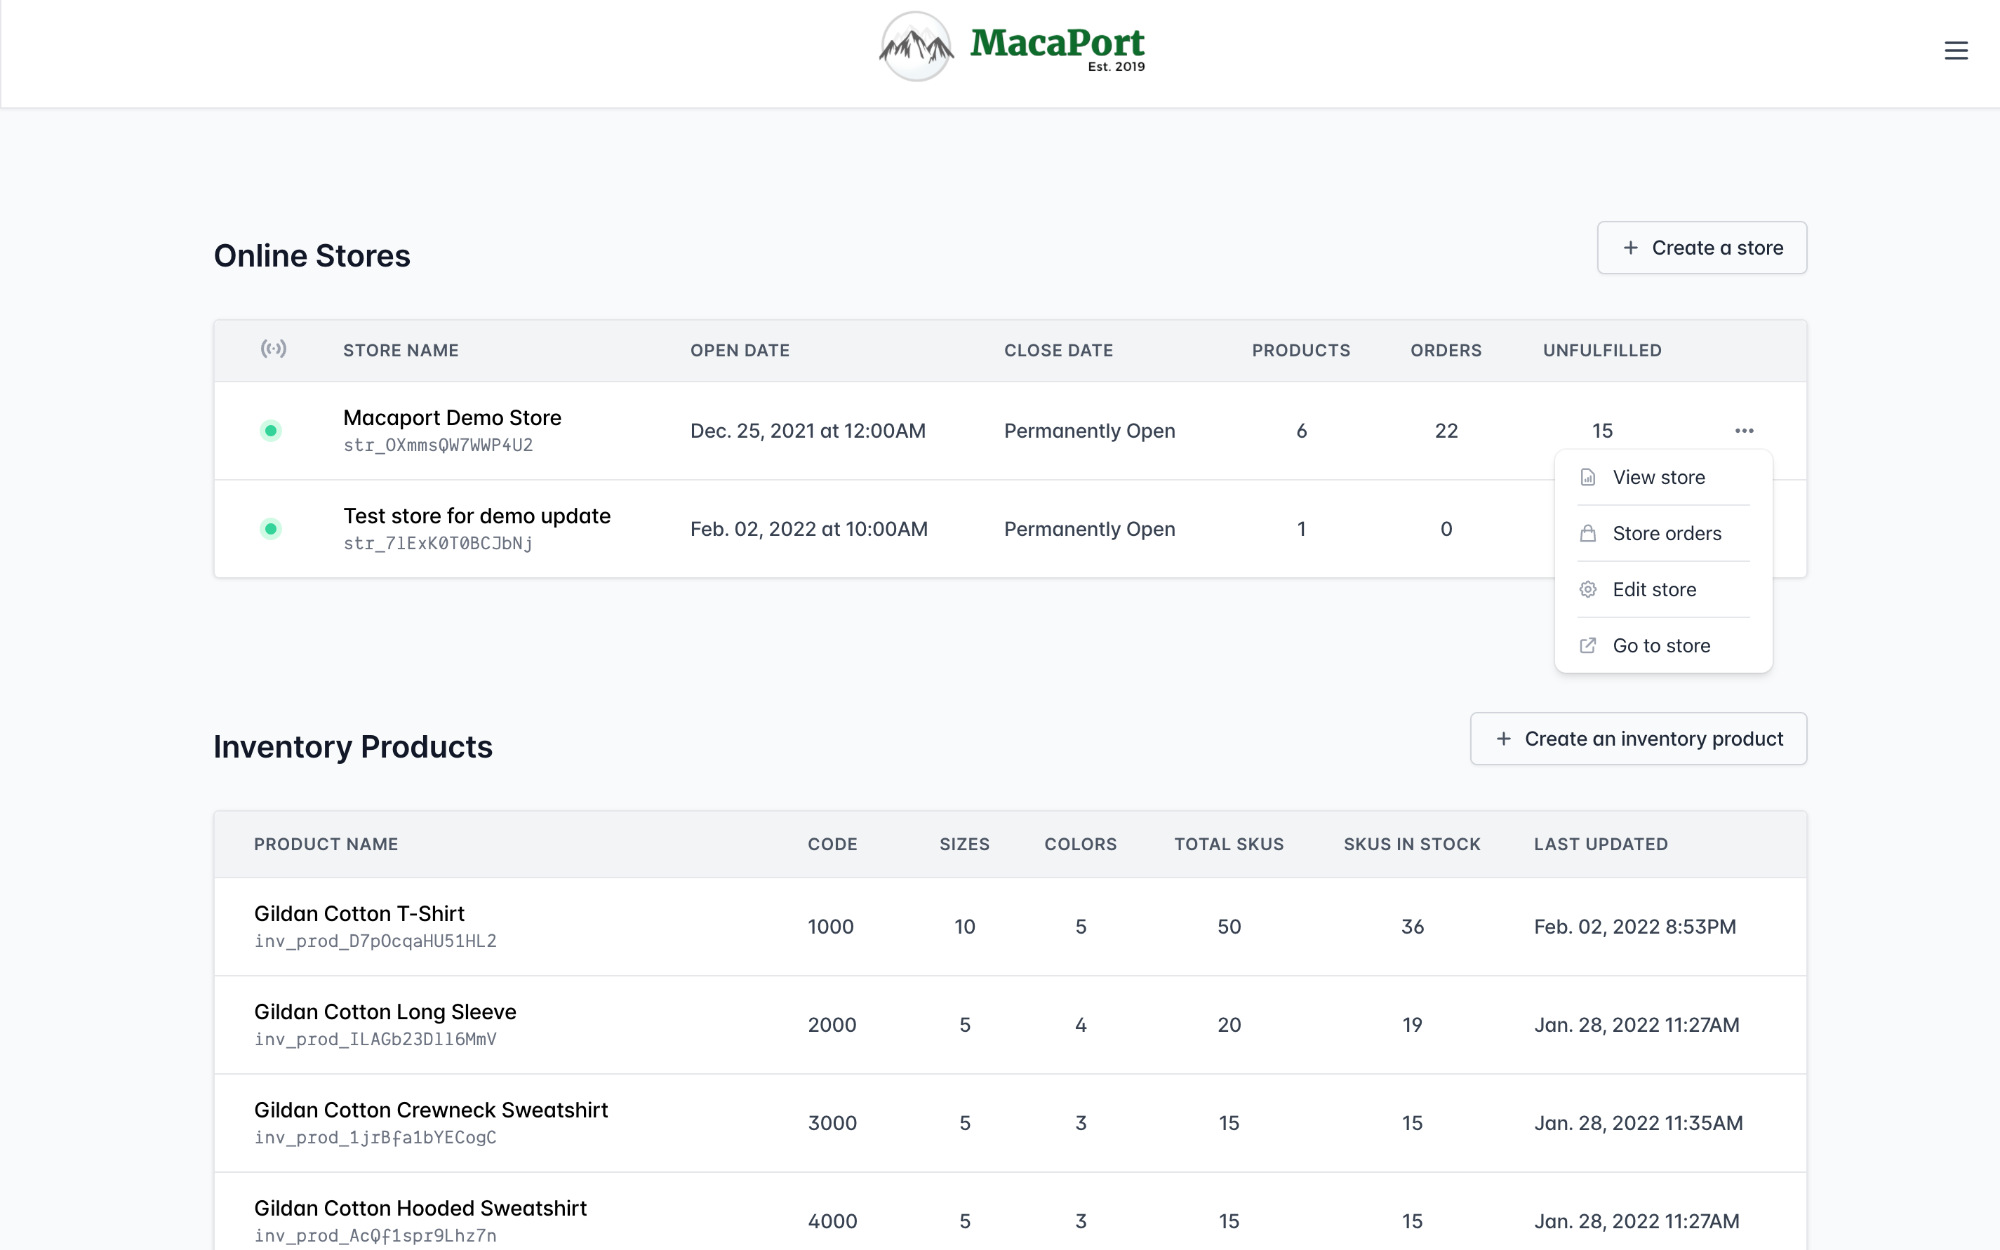 MacaPort
Est. 2019
Online Stores
+ Create a store
STORE NAME OPEN DATE CLOSE DATE PRODUCTS ORDERS UNFULFILLED
Macaport Demo Store
str_OXmmsQW7WWP4U2
Dec. 25, 2021 at 12:00AM Permanently Open 6 22 15
Test store for demo update
str_7lExK0T0BCJbNj
Feb. 02, 2022 at 10:00AM Permanently Open 1 0
View store
Store orders
Edit store
Go to store
Inventory Products
+ Create an inventory product
PRODUCT NAME CODE SIZES COLORS TOTAL SKUS SKUS IN STOCK LAST UPDATED
Gildan Cotton T-Shirt
inv_prod_D7pOcqaHU51HL2
1000 10 5 50 36 Feb. 02, 2022 8:53PM
Gildan Cotton Long Sleeve
inv_prod_ILAGb23Dll6MmV
2000 5 4 20 19 Jan. 28, 2022 11:27AM
Gildan Cotton Crewneck Sweatshirt
inv_prod_1jrBfa1bYECogC
3000 5 3 15 15 Jan. 28, 2022 11:35AM
Gildan Cotton Hooded Sweatshirt
inv_prod_AcQf1spr9Lhz7n
4000 5 3 15 15 Jan. 28, 2022 11:27AM